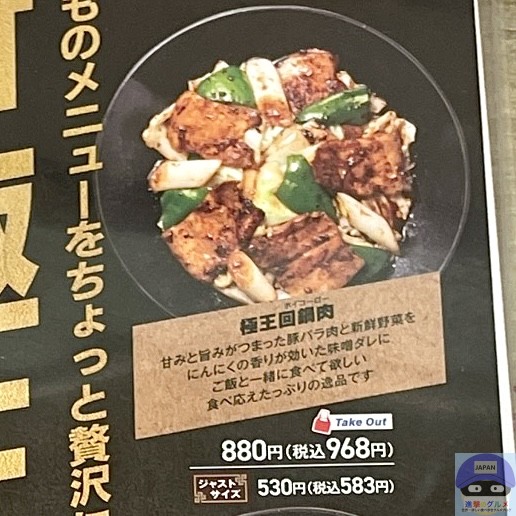 ものメニューをちょっと贅沢
極王回鍋肉
ホイコーロー
甘みと旨みがつまった豚バラ肉と新鮮野菜を
にんにくの香りが効いた味噌ダレに
ご飯と一緒に食べて欲しい
食べ応えたっぷりの逸品です
Take Out
880円(税込968円)
ジャストサイズ 530円(税込583円)
JAPAN
進撃のグルメ